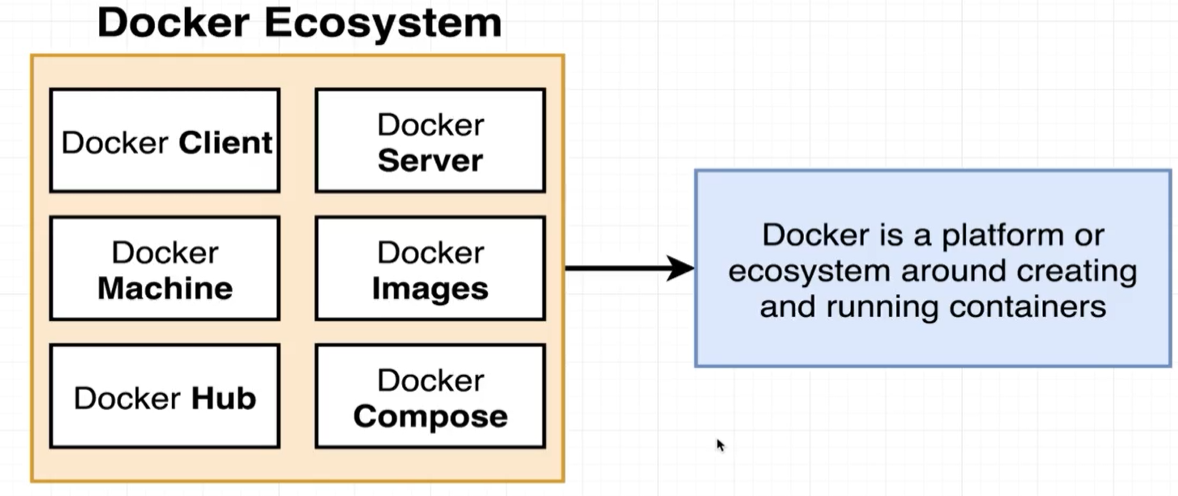 Docker Ecosystem
Docker Client
Docker
Server
Docker
Machine
Docker
Images
Docker Hub
Docker
Compose
Docker is a platform or
ecosystem around creating
and running containers